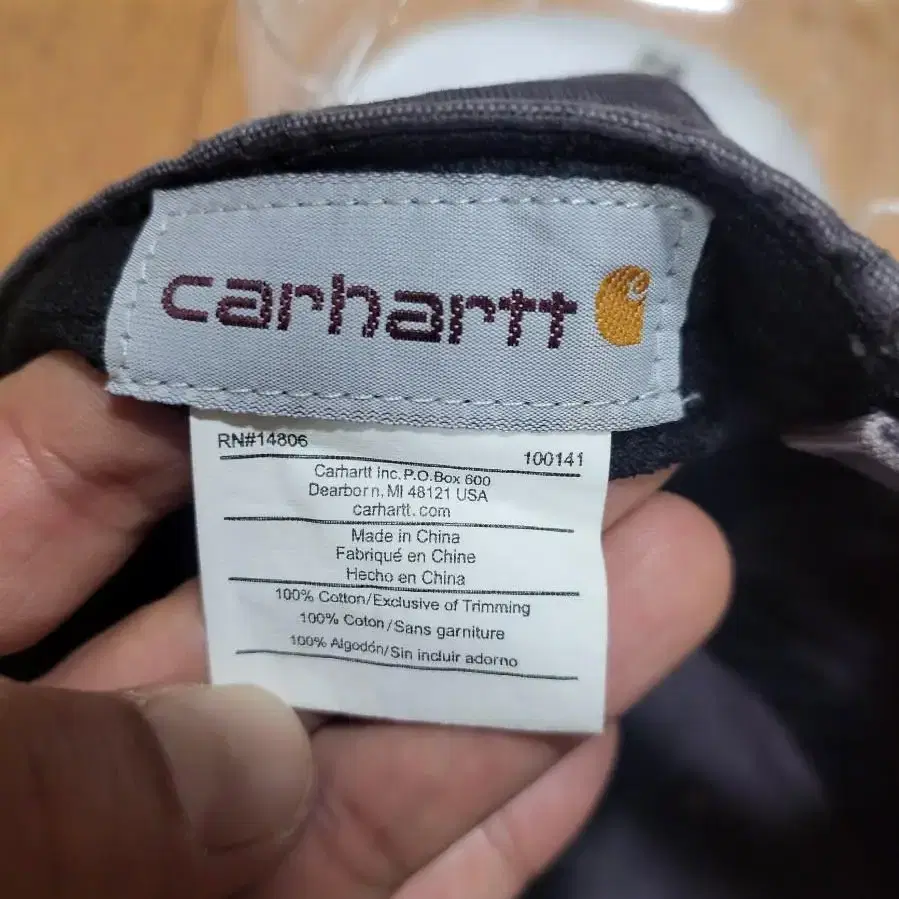 carhartt
RN#14806
100141
Carhartt Inc. P.O.Box 600
Dearborn, MI 48121 USA
carhartt.com
Made in China
Fabriqué en Chine
Hecho en China
100% Cotton/Exclusive of Trimming
100% Coton/Sans garniture
100% Algodón/Sin incluir adorno